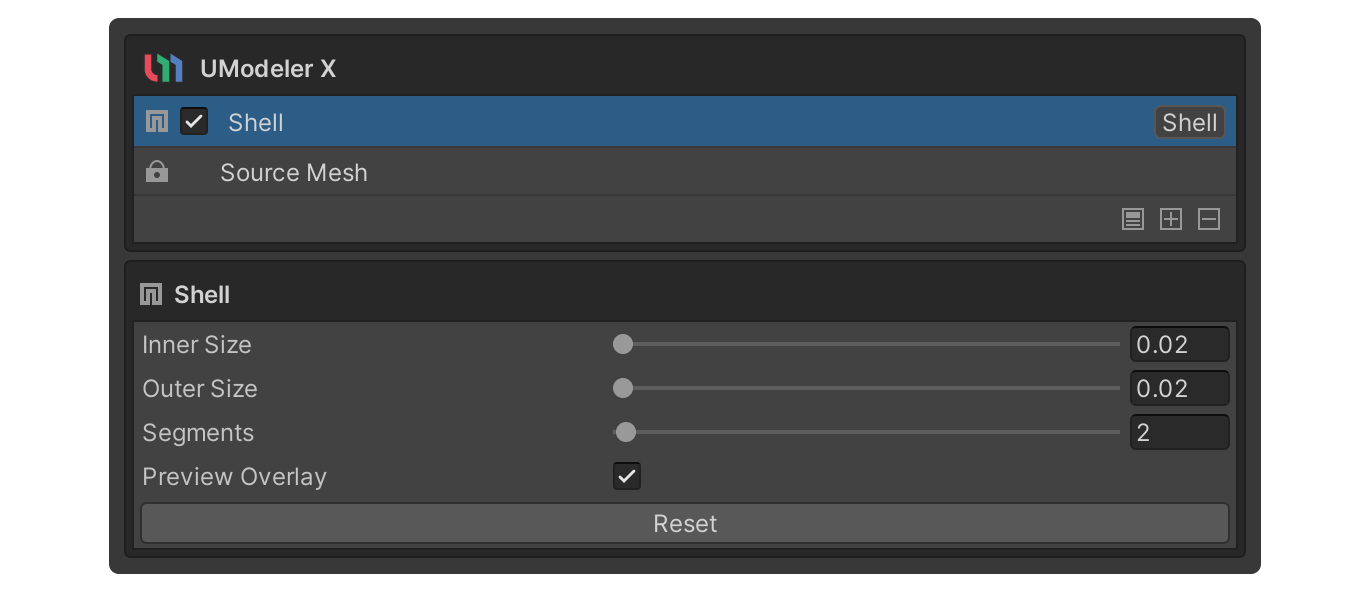 UModeler X
Shell Shell
Source Mesh
Shell
Inner Size 0.02
Outer Size 0.02
Segments 2
Preview Overlay
Reset